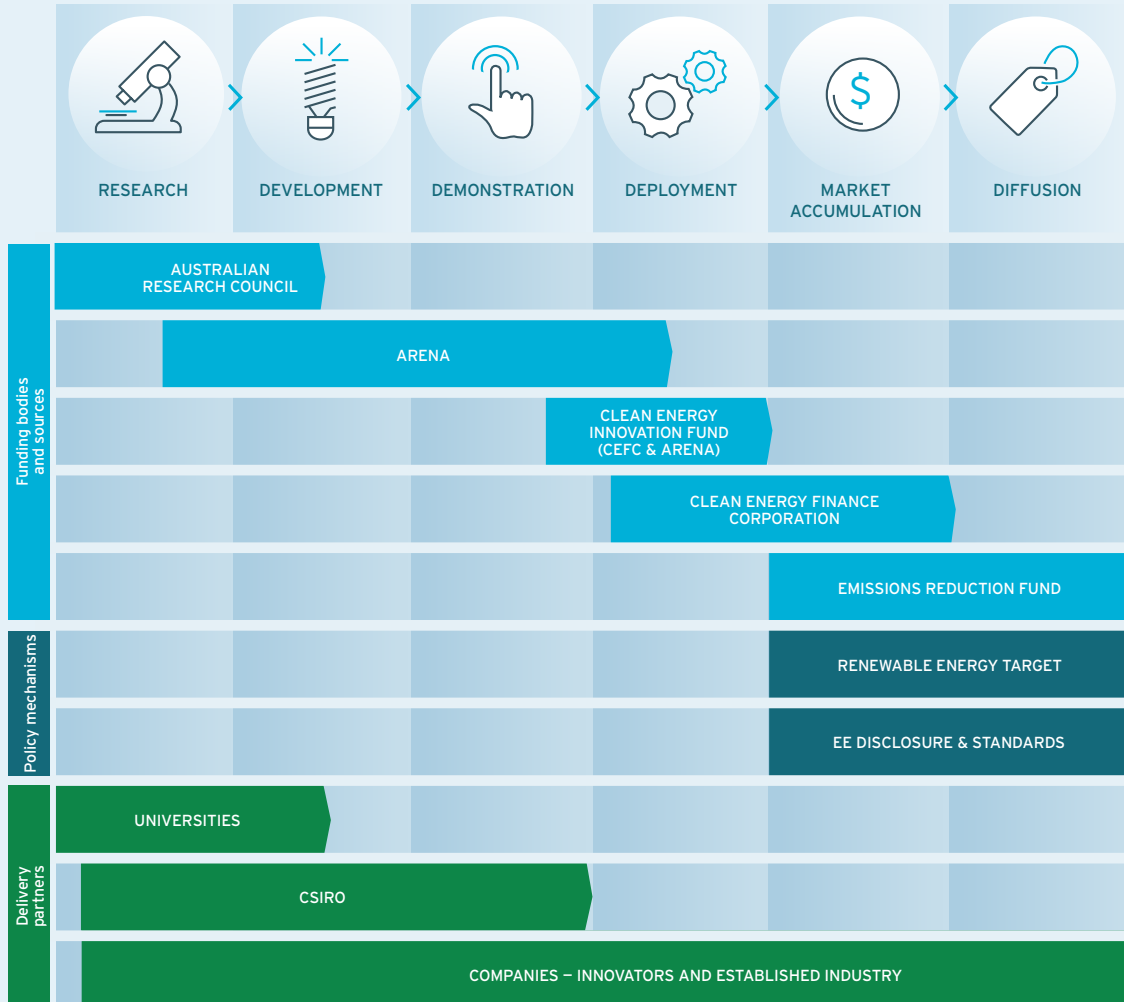 $
RESEARCH
DEVELOPMENT
DEMONSTRATION
DEPLOYMENT
MARKET
ACCUMULATION
DIFFUSION
Funding bodies
and sources
AUSTRALIAN
RESEARCH COUNCIL
ARENA
CLEAN ENERGY
INNOVATION FUND
(CEFC & ARENA)
CLEAN ENERGY FINANCE
CORPORATION
EMISSIONS REDUCTION FUND
Policy mechanisms
RENEWABLE ENERGY TARGET
EE DISCLOSURE & STANDARDS
Delivery
partners
UNIVERSITIES
CSIRO
COMPANIES – INNOVATORS AND ESTABLISHED INDUSTRY